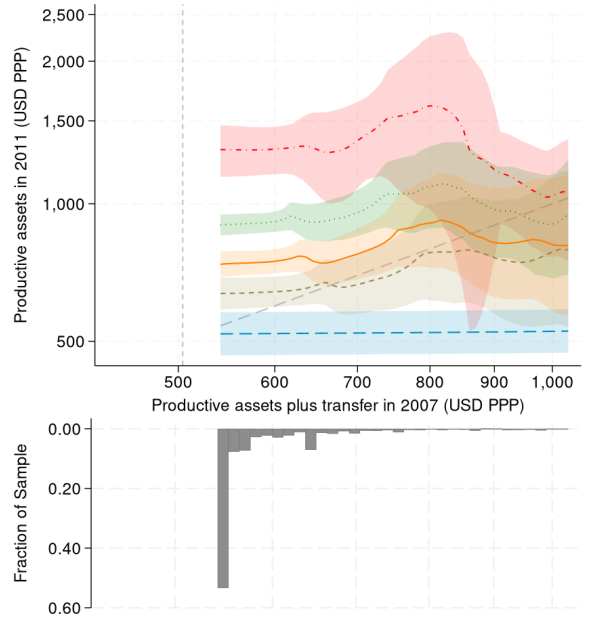 2,500
2,000
1,500
1,000
500
Productive assets in 2011 (USD PPP)
500 600 700 800 900 1,000
Productive assets plus transfer in 2007 (USD PPP)
0.00
0.20
0.40
0.60
Fraction of Sample